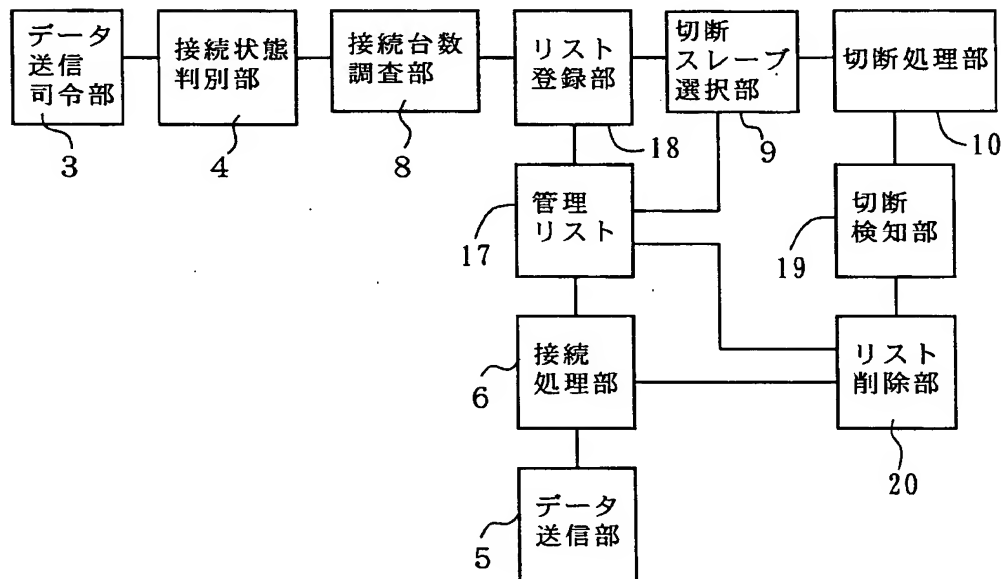 データ
送信
司令部
3
接続状態
判別部
4
接続台数
調査部
8
リスト
登録部
18
切断
スレーブ
選択部
9
切断処理部
10
管理
リスト
17
切断
検知部
19
接続
処理部
6
リスト
削除部
20
データ
送信部
5